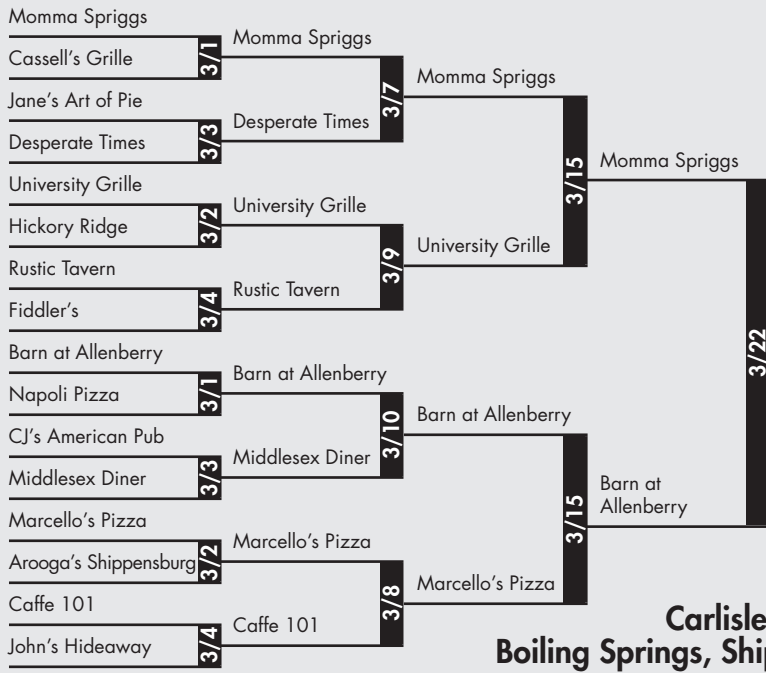 Momma Spriggs
Cassell's Grille
Jane's Art of Pie
Desperate Times
University Grille
Hickory Ridge
Rustic Tavern
Fiddler's
Barn at Allenberry
Napoli Pizza
CJ's American Pub
Middlesex Diner
Marcello's Pizza
Arooga's Shippensburg
Caffe 101
John's Hideaway
3/1
3/3
3/2
3/4
3/1
3/3
3/2
3/4
Momma Spriggs
Desperate Times
University Grille
Rustic Tavern
Barn at Allenberry
Middlesex Diner
Marcello's Pizza
Caffe 101
3/7
3/9
3/10
3/8
Momma Spriggs
University Grille
Barn at Allenberry
Marcello's Pizza
3/15
3/15
Momma Spriggs
Barn at
Allenberry
3/22
Carlisle
Boiling Springs,